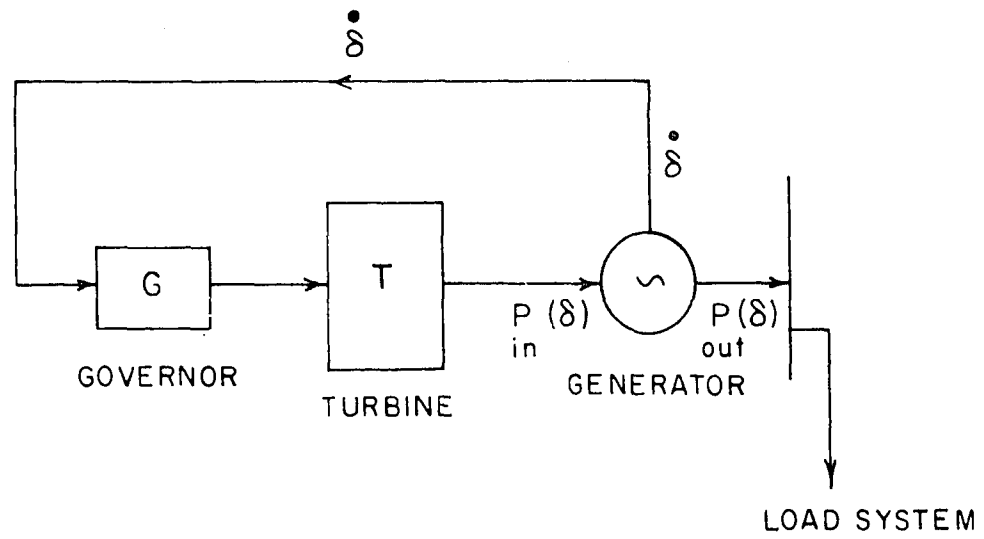 δ̇
δ̇
G
T
P (δ)
in
P(δ)
out
GOVERNOR
TURBINE
GENERATOR
LOAD SYSTEM